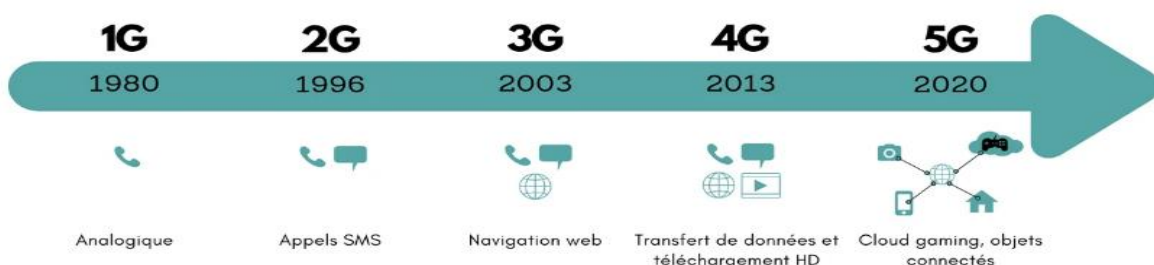 1G 2G 3G 4G 5G
1980 1996 2003 2013 2020
Analogique Appels SMS Navigation web Transfert de données et Cloud gaming, objets
téléchargement HD connectés